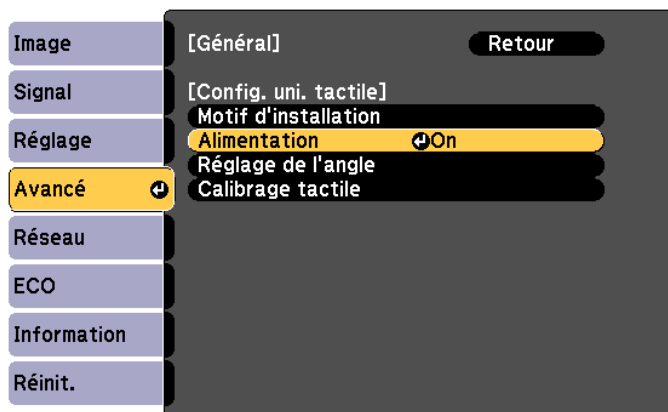 Image
Signal
Réglage
Avancé
Réseau
ECO
Information
Réinit.
[Général] Retour
[Config. uni. tactile]
Motif d'installation
Alimentation On
Réglage de l'angle
Calibrage tactile